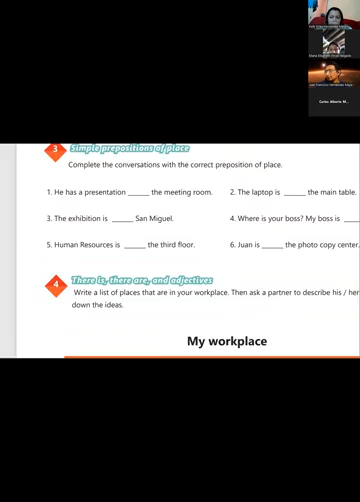 3 Simple prepositions of place
Complete the conversations with the correct preposition of place.
1. He has a presentation ______ the meeting room.
2. The laptop is ______ the main table.
3. The exhibition is ______ San Miguel.
4. Where is your boss? My boss is ____
5. Human Resources is ______ the third floor.
6. Juan is ______ the photo copy center.
4 There is, there are, and adjectives
Write a list of places that are in your workplace. Then ask a partner to describe his / her
down the ideas.
My workplace